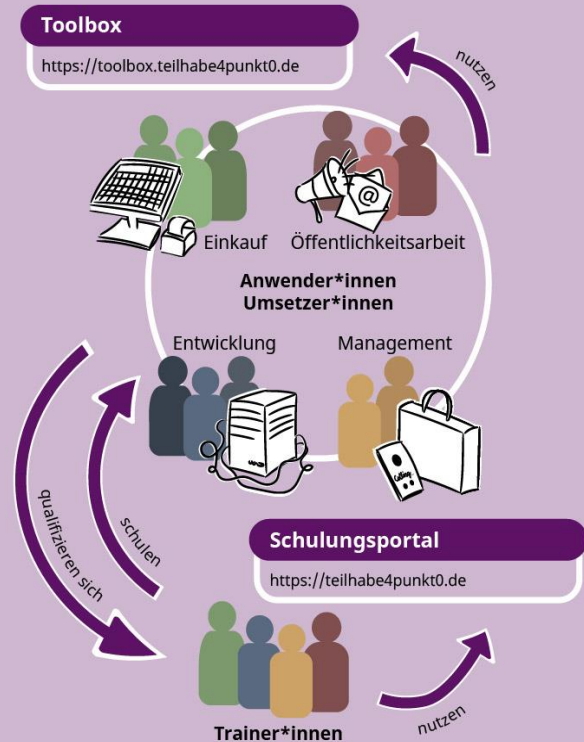 Toolbox
https://toolbox.teilhabe4punkt0.de
nutzen
@
Einkauf
Öffentlichkeitsarbeit
Anwender*innen
Umsetzer*innen
Entwicklung
Management
Calling
qualifizieren sich
schulen
Schulungsportal
https://teilhabe4punkt0.de
nutzen
Trainer*innen